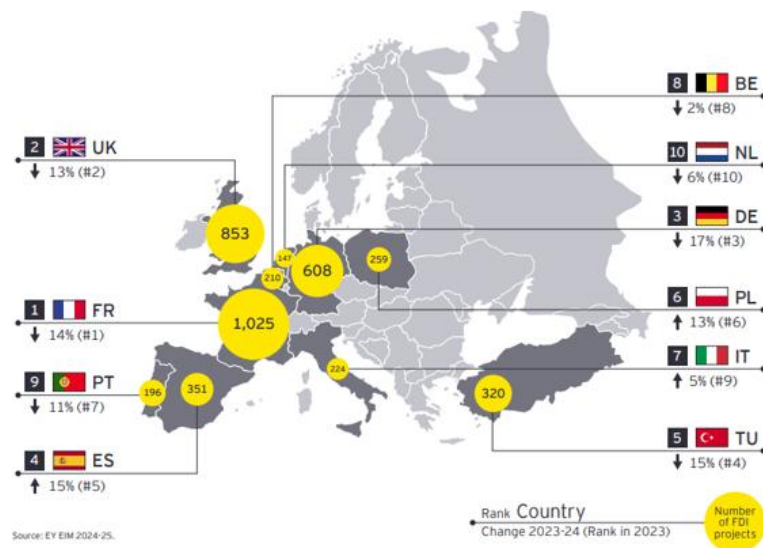 8 BE
↓ 2% (#8)
2 UK
↓ 13% (#2)
10 NL
↓ 6% (#10)
3 DE
↓ 17% (#3)
853
147
210
608
259
6 PL
↑ 13% (#6)
1 FR
↓ 14% (#1)
1,025
7 IT
↑ 5% (#9)
9 PT
↓ 11% (#7)
196
351
224
320
5 TU
↓ 15% (#4)
4 ES
↑ 15% (#5)
Rank Country
Change 2023-24 (Rank in 2023)
Number
of FDI
projects
Source: EY EIM 2024-25.